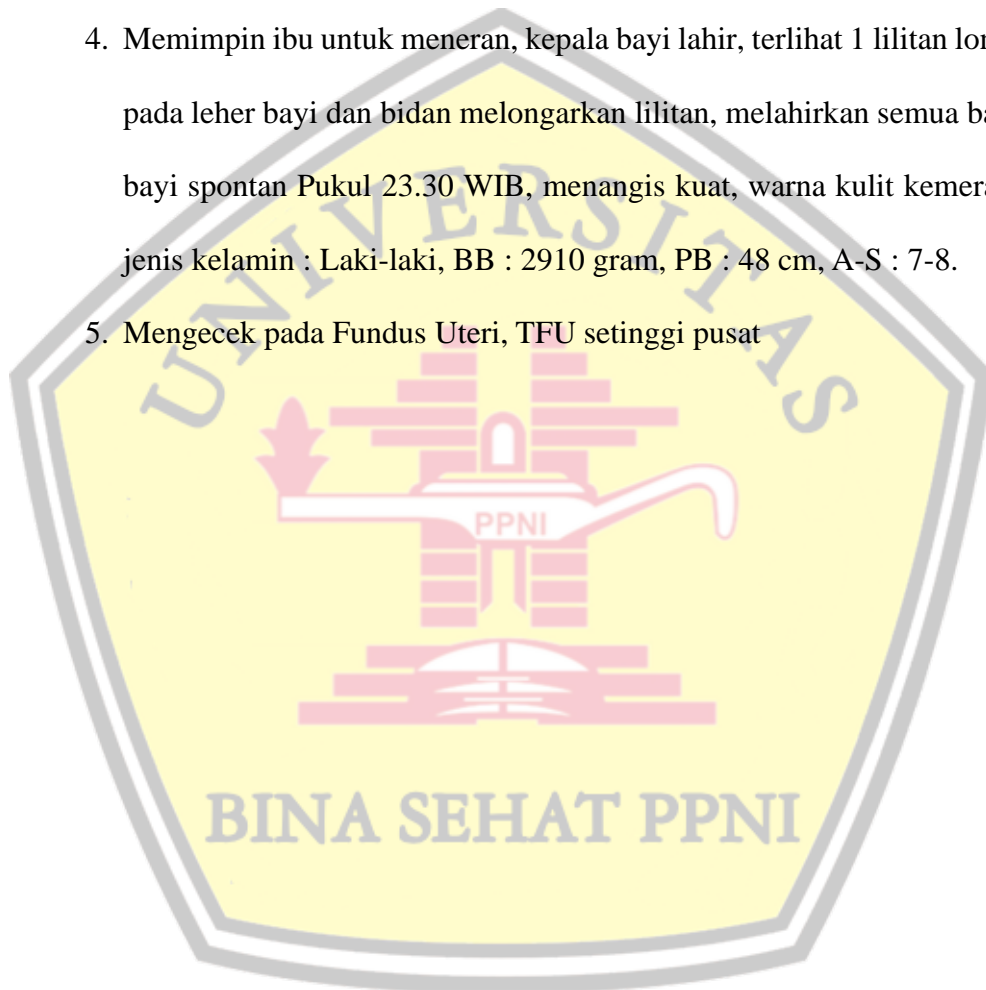 4. Memimpin ibu untuk meneran, kepala bayi lahir, terlihat 1 lilitan
pada leher bayi dan bidan melongarkan lilitan, melahirkan semua
bayi spontan Pukul 23.30 WIB, menangis kuat, warna kulit
jenis kelamin : Laki-laki, BB : 2910 gram, PB : 48 cm, A-S : 7-8.
5. Mengecek pada Fundus Uteri, TFU setinggi pusat
UNIVERSITAS
PPNI
BINA SEHAT PPNI